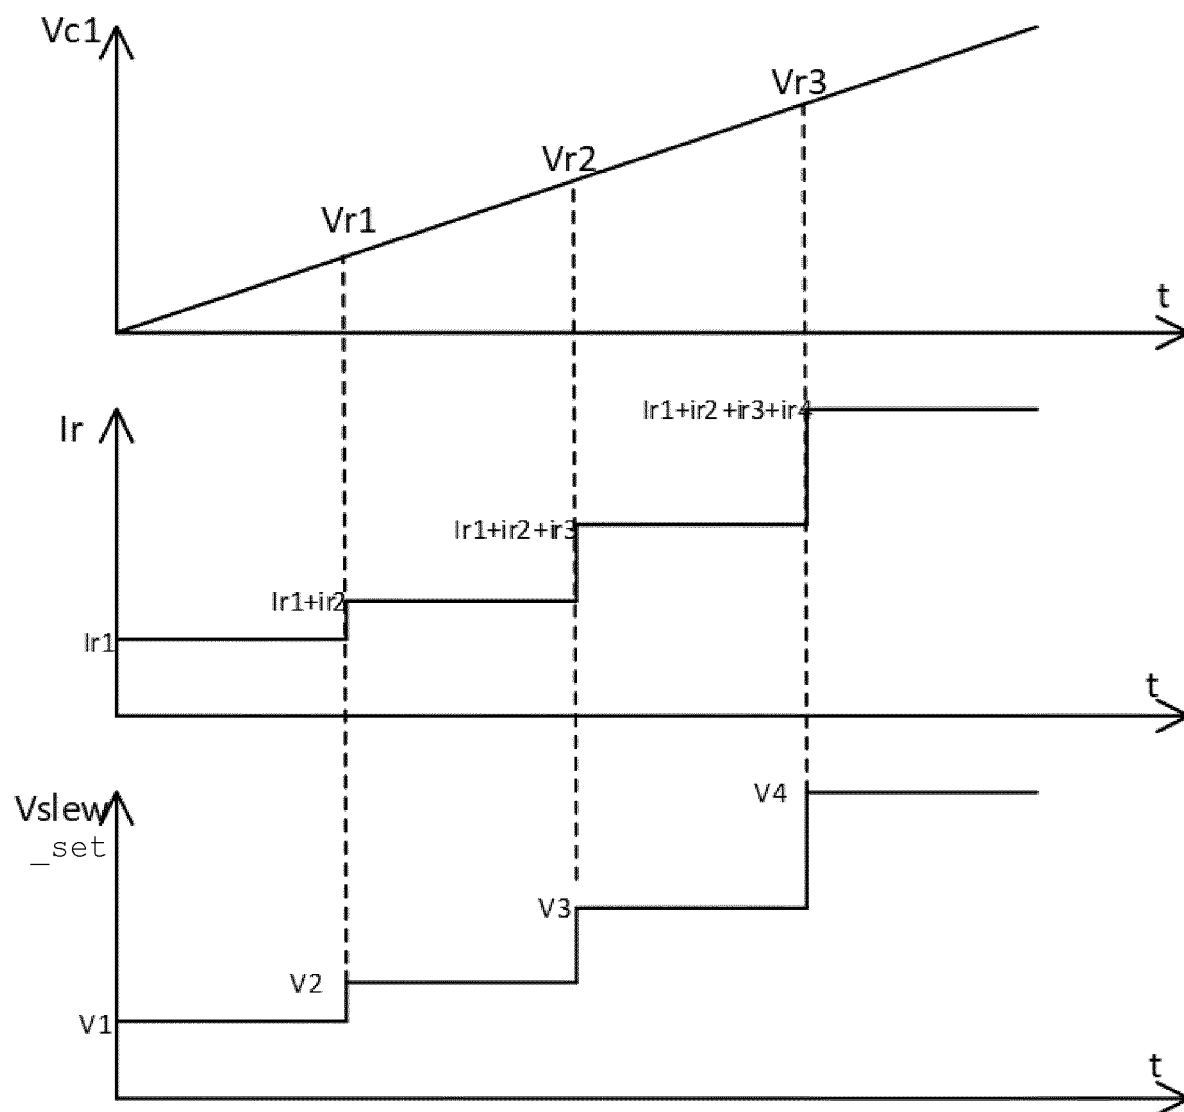 Vc1
Vr3
Vr2
Vr1
t
Ir
Ir1+ir2+ir3+ir4
Ir1+ir2+ir3
Ir1+ir2
Ir1
t
Vslew
_set
V4
V3
V2
V1
t